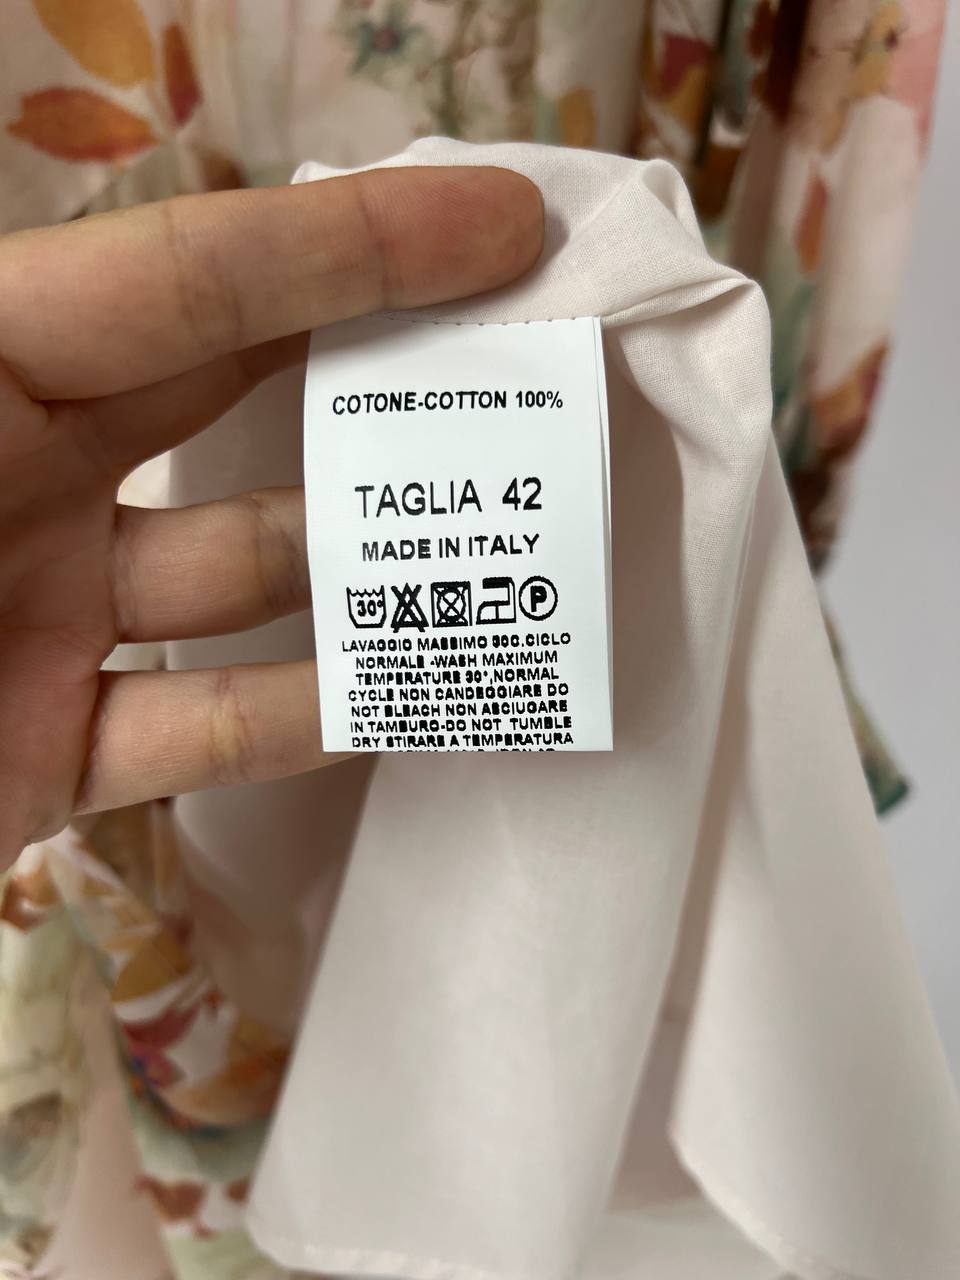 COTONE-COTTON 100%
TAGLIA 42
MADE IN ITALY
30°
P
LAVAGGIO MASSIMO 30C.CICLO
NORMALE -WASH MAXIMUM
TEMPERATURE 30°,NORMAL
CYCLE NON CANDEGGIARE DO
NOT BLEACH NON ASCIUGARE
IN TAMBURO-DO NOT TUMBLE
DRY STIRARE A TEMPERATURA